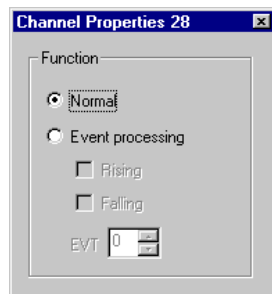 Channel Properties 28
Function
Normal
Event processing
Rising
Falling
EVT 0